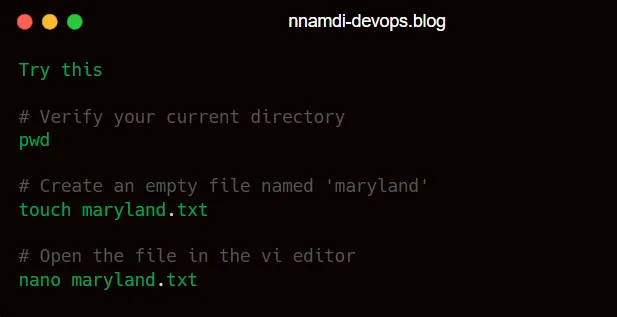 nnamdi-devops.blog
Try this
# Verify your current directory
pwd
# Create an empty file named 'maryland'
touch maryland.txt
# Open the file in the vi editor
nano maryland.txt